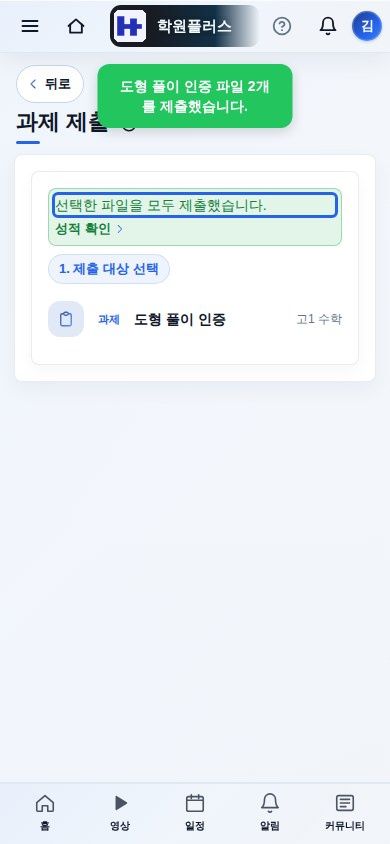 학원플러스
김
뒤로
도형 풀이 인증 파일 2개
를 제출했습니다.
과제 제출
선택한 파일을 모두 제출했습니다.
성적 확인
1. 제출 대상 선택
과제 도형 풀이 인증 고1 수학
홈 영상 일정 알림 커뮤니티